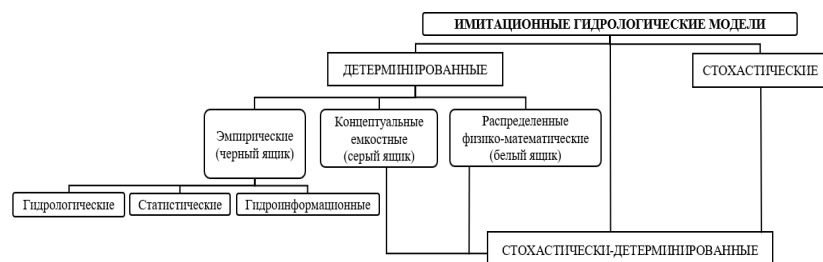 ИМИТАЦИОННЫЕ ГИДРОЛОГИЧЕСКИЕ МОДЕЛИ
ДЕТЕРМИНИРОВАННЫЕ
СТОХАСТИЧЕСКИЕ
Эмпирические
(черный ящик)
Концептуальные
емкостные
(серый ящик)
Распределенные
физико-математические
(белый ящик)
Гидрологические
Статистические
Гидроинформационные
СТОХАСТИЧЕСКИ-ДЕТЕРМИНИРОВАННЫЕ